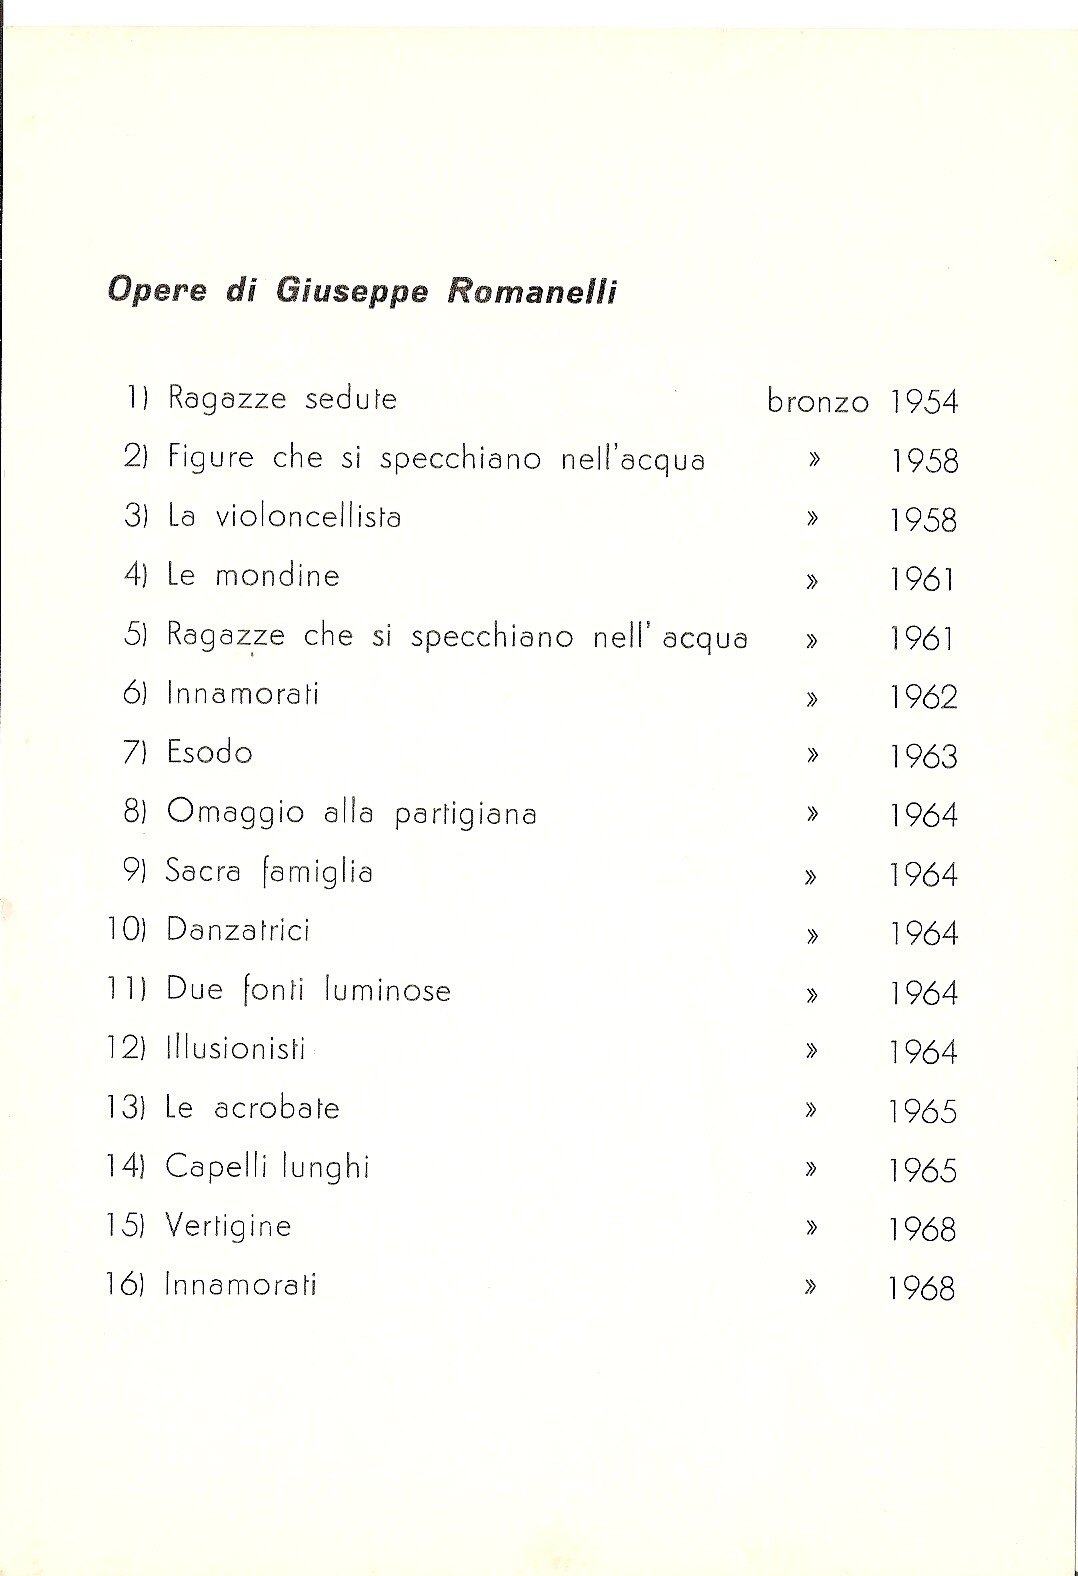 Opere di Giuseppe Romanelli
1) Ragazze sedute bronzo 1954
2) Figure che si specchiano nell'acqua » 1958
3) La violoncellista » 1958
4) Le mondine » 1961
5) Ragazze che si specchiano nell' acqua » 1961
6) Innamorati » 1962
7) Esodo » 1963
8) Omaggio alla partigiana » 1964
9) Sacra famiglia » 1964
10) Danzatrici » 1964
11) Due fonti luminose » 1964
12) Illusionisti » 1964
13) Le acrobate » 1965
14) Capelli lunghi » 1965
15) Vertigine » 1968
16) Innamorati » 1968